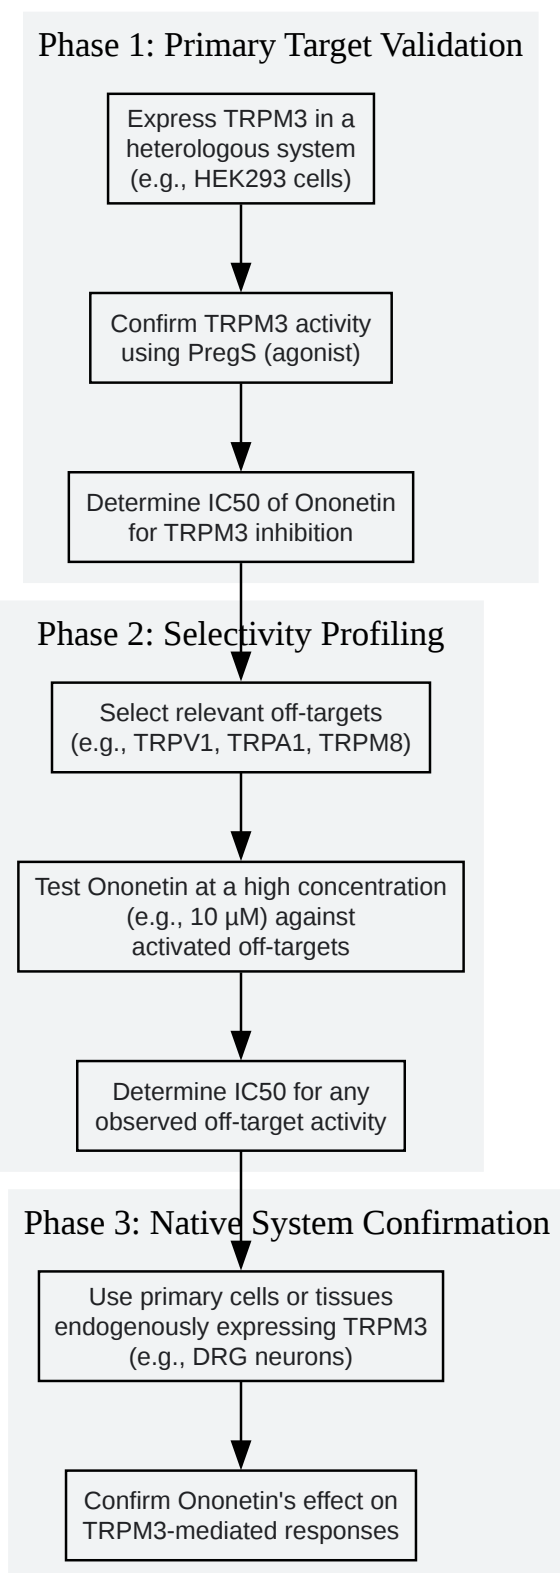 Phase 1: Primary Target Validation
Express TRPM3 in a
heterologous system
(e.g., HEK293 cells)
Confirm TRPM3 activity
using PregS (agonist)
Determine IC50 of Ononetin
for TRPM3 inhibition
Phase 2: Selectivity Profiling
Select relevant off-targets
(e.g., TRPV1, TRPA1, TRPM8)
Test Ononetin at a high concentration
(e.g., 10 µM) against
activated off-targets
Determine IC50 for any
observed off-target activity
Phase 3: Native System Confirmation
Use primary cells or tissues
endogenously expressing TRPM3
(e.g., DRG neurons)
Confirm Ononetin's effect on
TRPM3-mediated responses